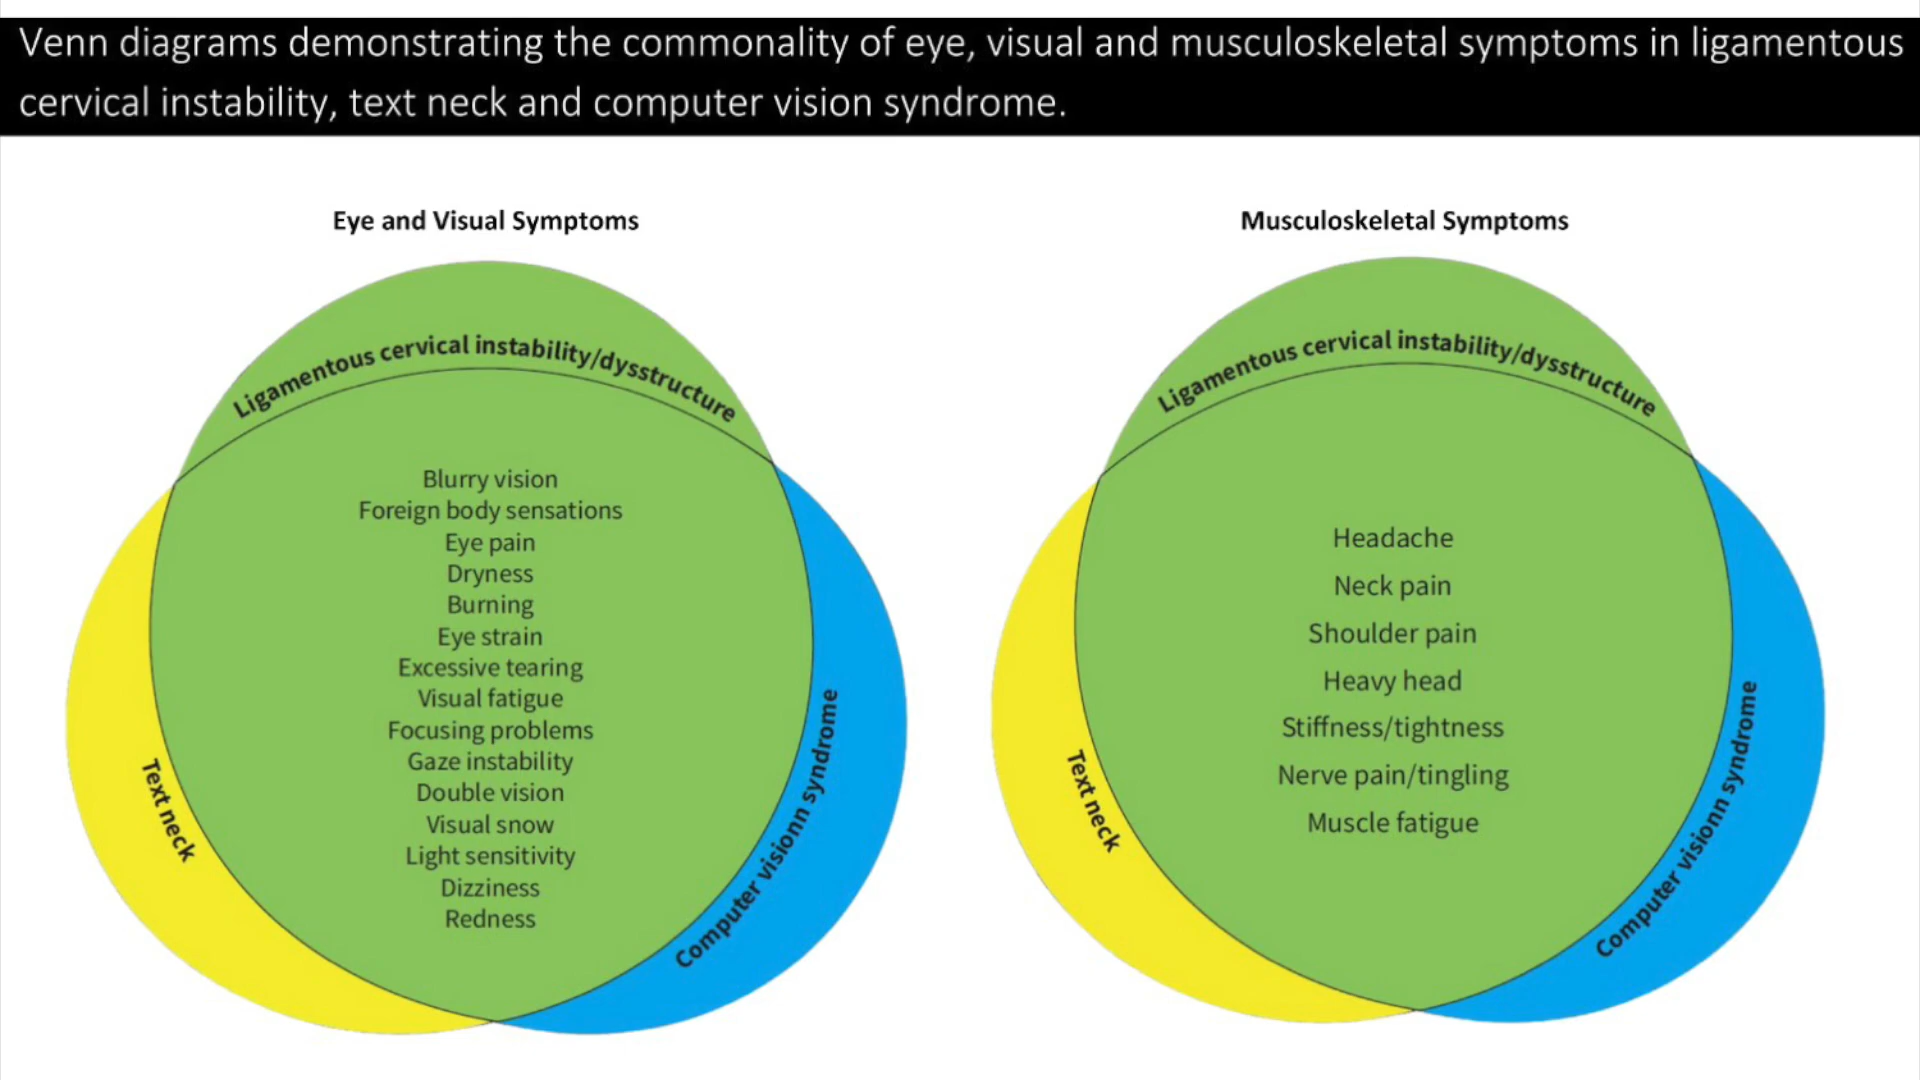 Venn diagrams demonstrating the commonality of eye, visual and musculoskeletal symptoms in ligamentous
cervical instability, text neck and computer vision syndrome.
Eye and Visual Symptoms
Ligamentous cervical instability/dysstructure
Blurry vision
Foreign body sensations
Eye pain
Dryness
Burning
Eye strain
Excessive tearing
Visual fatigue
Focusing problems
Gaze instability
Double vision
Visual snow
Light sensitivity
Dizziness
Redness
Text neck
Computer visionn syndrome
Musculoskeletal Symptoms
Ligamentous cervical instability/dysstructure
Headache
Neck pain
Shoulder pain
Heavy head
Stiffness/tightness
Nerve pain/tingling
Muscle fatigue
Text neck
Computer visionn syndrome